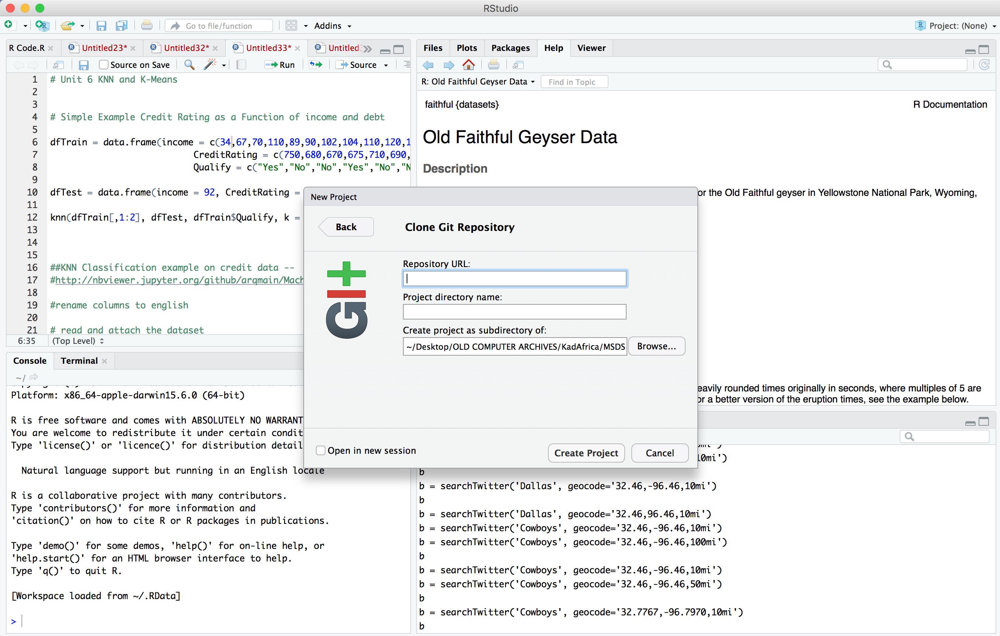 RStudio
Go to file/function
Addins
Project: (None)
R Code.R
Untitled23*
Untitled32*
Untitled33*
Source on Save
Run
Source
1 # Unit 6 KNN and K-Means
2
3
4 # Simple Example Credit Rating as a Function of income and debt
5
6 dfTrain = data.frame(income = c(34,67,70,110,89,90,102,104,110,120,1
7 CreditRating = c(750,680,670,675,710,690,
8 Qualify = c("Yes","No","No","Yes","No","N
9
10 dfTest = data.frame(income = 92, CreditRating =
11
12 knn(dfTrain[,1:2], dfTest, dfTrain$Qualify, k =
13
14
15
16 ##KNN Classification example on credit data --
17 #http://nbviewer.jupyter.org/github/arqmain/Mach
18
19 #rename columns to english
20
21 # read and attach the dataset
6:35 (Top Level)
Console
Terminal
~/
Platform: x86_64-apple-darwin15.6.0 (64-bit)
R is free software and comes with ABSOLUTELY NO WARRANT
You are welcome to redistribute it under certain condit
Type 'license()' or 'licence()' for distribution detail
Natural language support but running in an English locale
R is a collaborative project with many contributors.
Type 'contributors()' for more information and
'citation()' on how to cite R or R packages in publications.
Type 'demo()' for some demos, 'help()' for on-line help, or
'help.start()' for an HTML browser interface to help.
Type 'q()' to quit R.
[Workspace loaded from ~/.RData]
>
Files
Plots
Packages
Help
Viewer
R: Old Faithful Geyser Data
Find in Topic
faithful {datasets}
R Documentation
Old Faithful Geyser Data
Description
or the Old Faithful geyser in Yellowstone National Park, Wyoming,
eavily rounded times originally in seconds, where multiples of 5 are
or a better version of the eruption times, see the example below.
New Project
Back
Clone Git Repository
Git
Repository URL:
Project directory name:
Create project as subdirectory of:
~/Desktop/OLD COMPUTER ARCHIVES/KadAfrica/MSDS
Browse...
Open in new session
Create Project
Cancel
10mi')
b
b = searchTwitter('Dallas', geocode='32.46,-96.46,10mi')
b
b = searchTwitter('Dallas', geocode='32.46,96.46,10mi')
b = searchTwitter('Cowboys', geocode='32.46,-96.46,10mi')
b = searchTwitter('Cowboys', geocode='32.46,-96.46,100mi')
b
b = searchTwitter('Cowboys', geocode='32.46,-96.46,10mi')
b = searchTwitter('Cowboys', geocode='32.46,-96.46,50mi')
b
b = searchTwitter('Cowboys', geocode='32.7767,-96.7970,10mi')
b